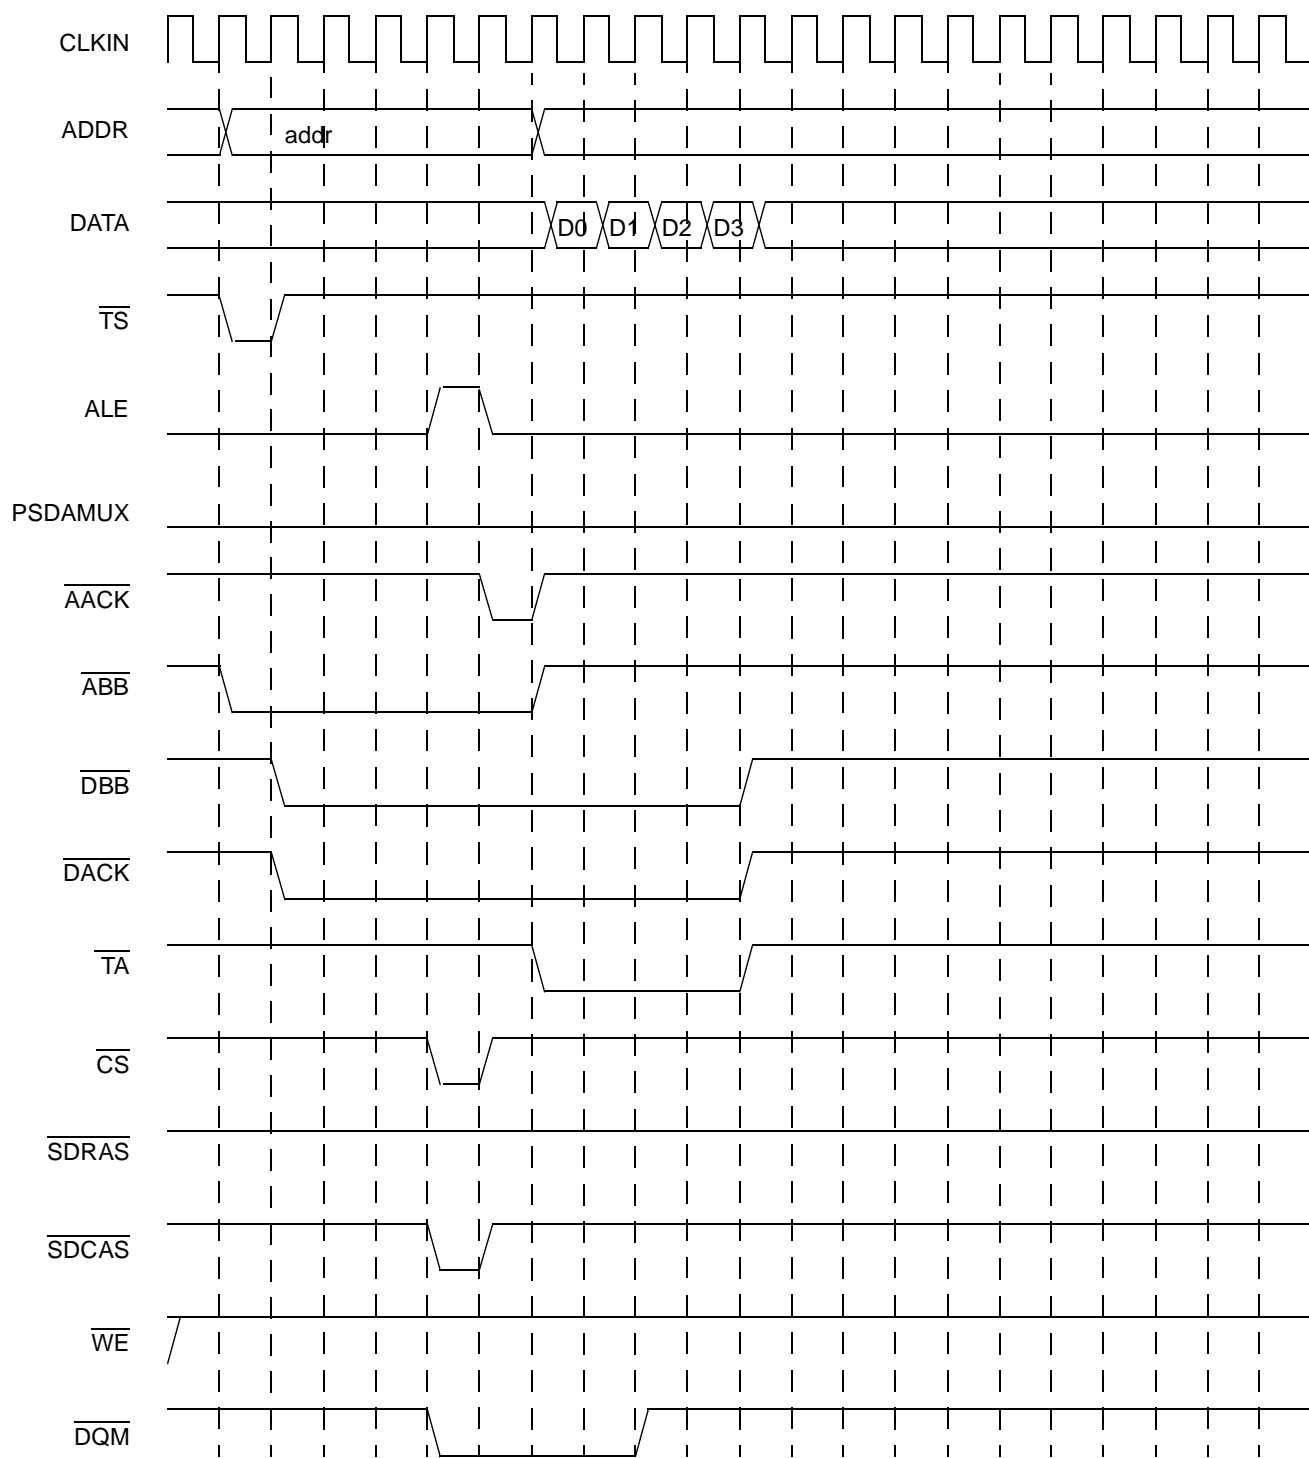 CLKIN
ADDR
addr
DATA
D0 D1 D2 D3
TS
ALE
PSDAMUX
AACK
ABB
DBB
DACK
TA
CS
SDRAS
SDCAS
WE
DQM